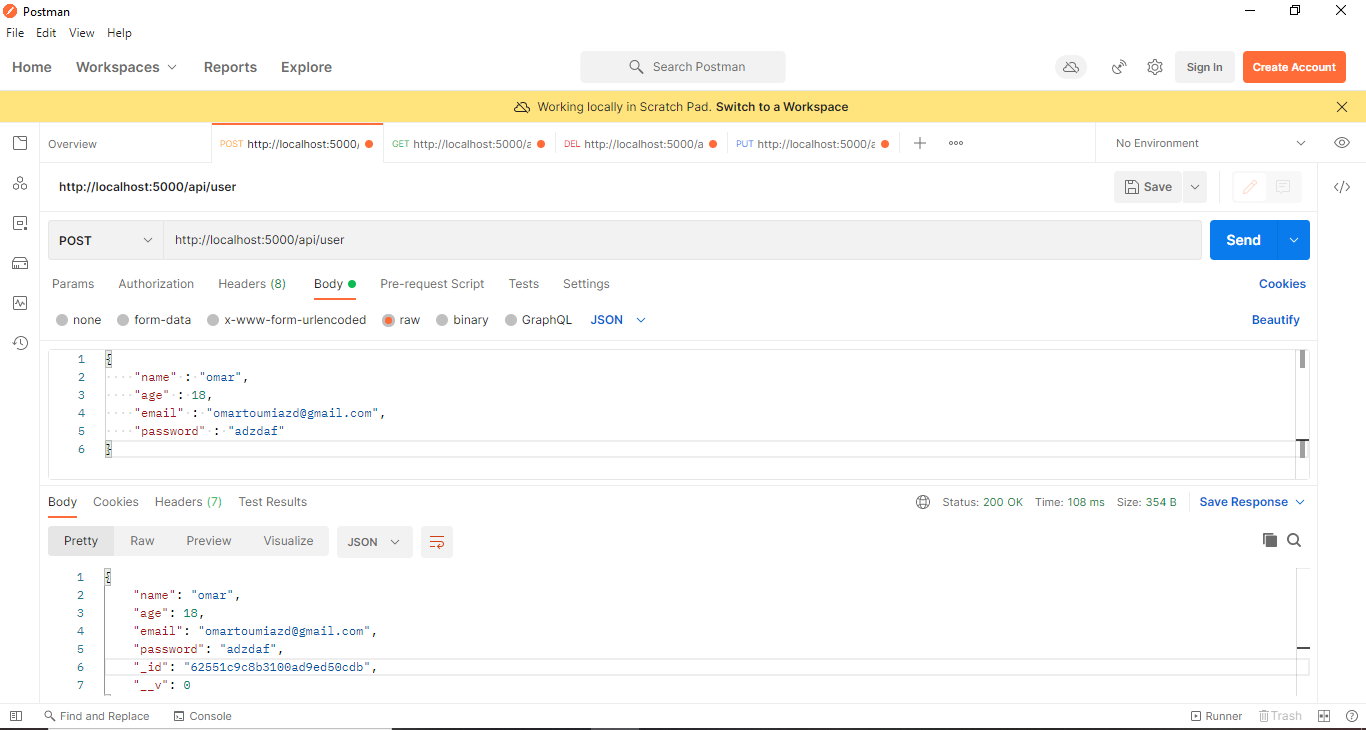 Postman
File Edit View Help
Home Workspaces Reports Explore Search Postman Sign In Create Account
Working locally in Scratch Pad. Switch to a Workspace
Overview POST http://localhost:5000/ GET http://localhost:5000/a DEL http://localhost:5000/a PUT http://localhost:5000/a No Environment
http://localhost:5000/api/user Save
POST http://localhost:5000/api/user Send
Params Authorization Headers (8) Body Pre-request Script Tests Settings Cookies
none form-data x-www-form-urlencoded raw binary GraphQL JSON Beautify
1 {
2 "name" : "omar",
3 "age" : 18,
4 "email" : "omartoumiazd@gmail.com",
5 "password" : "adzdaf"
6 }
Body Cookies Headers (7) Test Results Status: 200 OK Time: 108 ms Size: 354 B Save Response
Pretty Raw Preview Visualize JSON
1 {
2 "name": "omar",
3 "age": 18,
4 "email": "omartoumiazd@gmail.com",
5 "password": "adzdaf",
6 "_id": "62551c9c8b3100ad9ed50cdb",
7 "__v": 0
Find and Replace Console Runner Trash